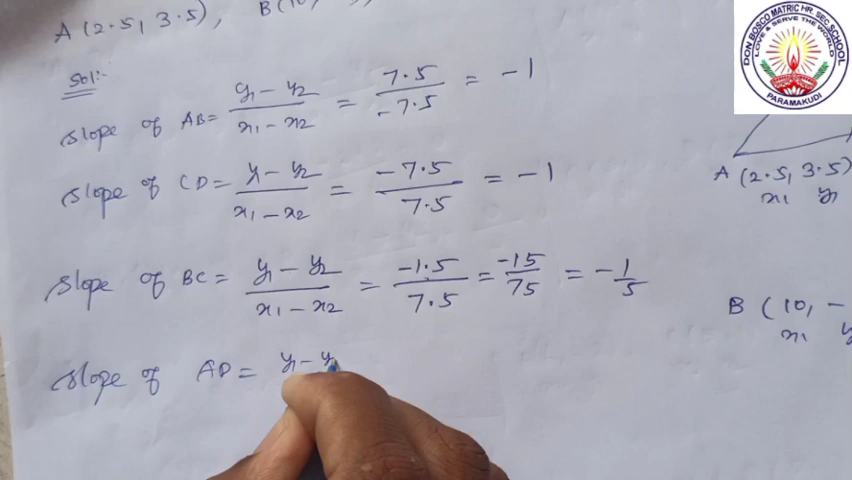 A (2.5, 3.5), B (10,
Sol:-
Slope of AB = y₁ - y₂ / x₁ - x₂ = 7.5 / -7.5 = -1
Slope of CD = y₁ - y₂ / x₁ - x₂ = -7.5 / 7.5 = -1
Slope of BC = y₁ - y₂ / x₁ - x₂ = -1.5 / 7.5 = -15 / 75 = -1/5
Slope of AD = y₁ - y
A (2.5, 3.5)
x₁ y₁
B (10, -
x₁ y
DON BOSCO MATRIC HR. SEC. SCHOOL
LOVE & SERVE THE WORLD
PARAMAKUDI